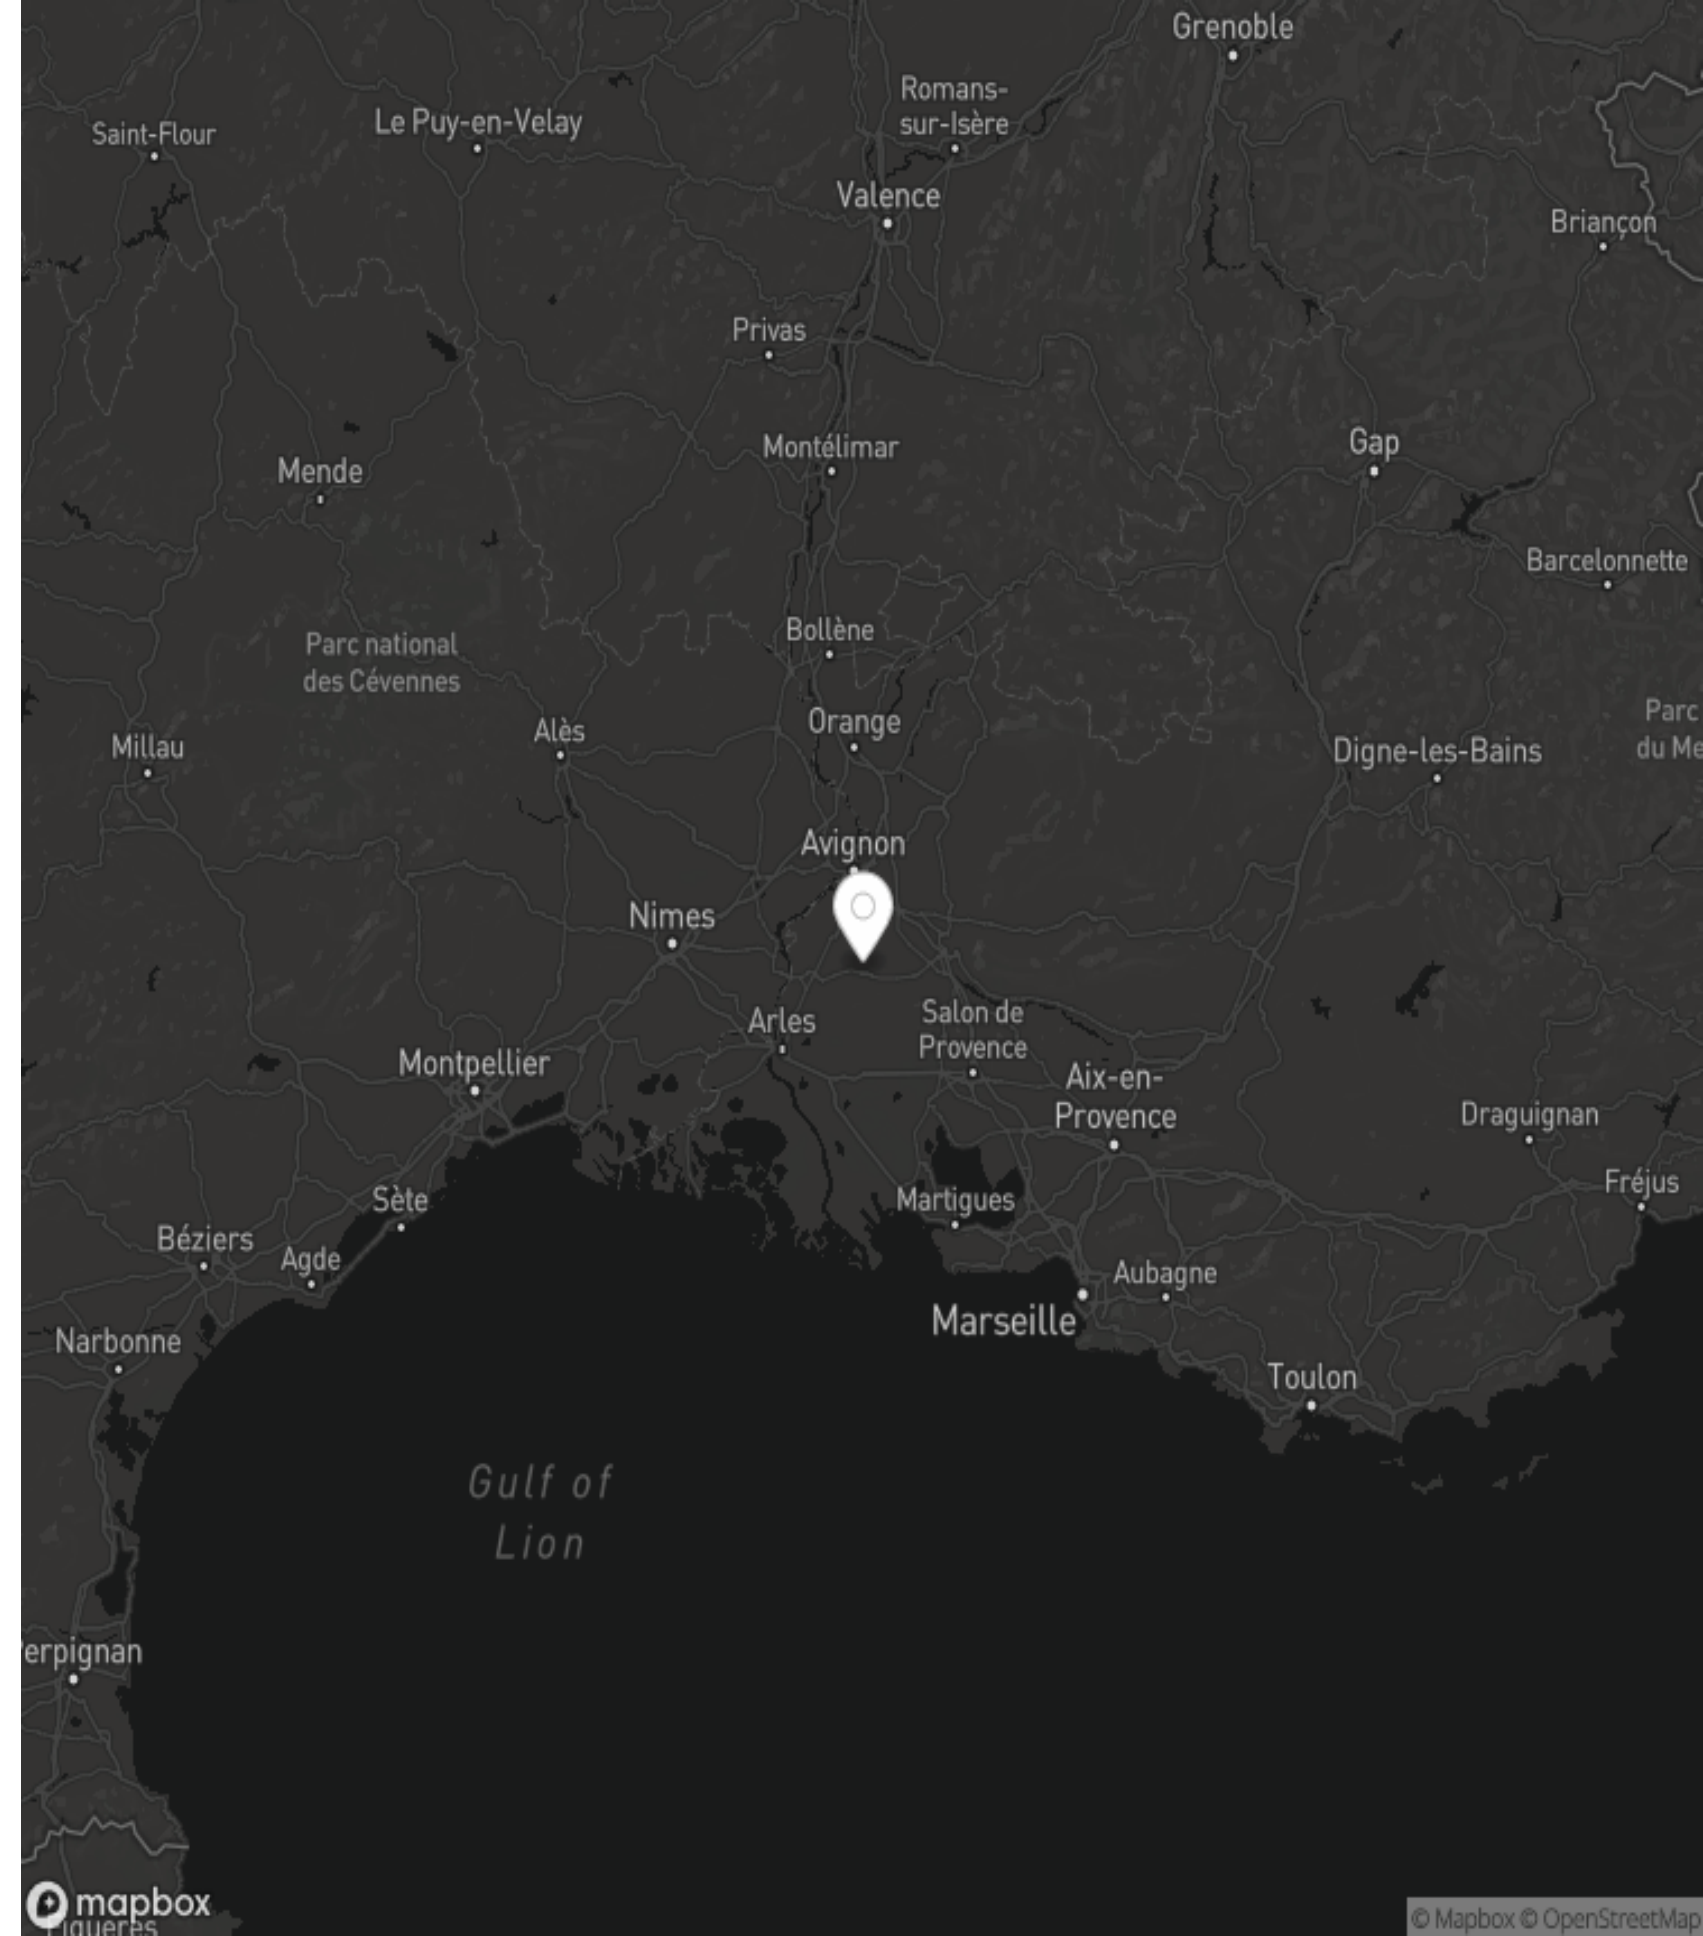 Grenoble
Romans-
sur-Isère
Le Puy-en-Velay
Saint-Flour
Valence
Briançon
Privas
Gap
Montélimar
Mende
Barcelonnette
Bollène
Parc national
des Cévennes
Parc
du Me
Orange
Alès
Millau
Digne-les-Bains
Avignon
Nimes
Salon de
Provence
Arles
Montpellier
Aix-en-
Provence
Draguignan
Fréjus
Sète
Martigues
Béziers
Agde
Aubagne
Marseille
Narbonne
Toulon
Gulf of
Lion
erpignan
mapbox
Figueres
© Mapbox © OpenStreetMap